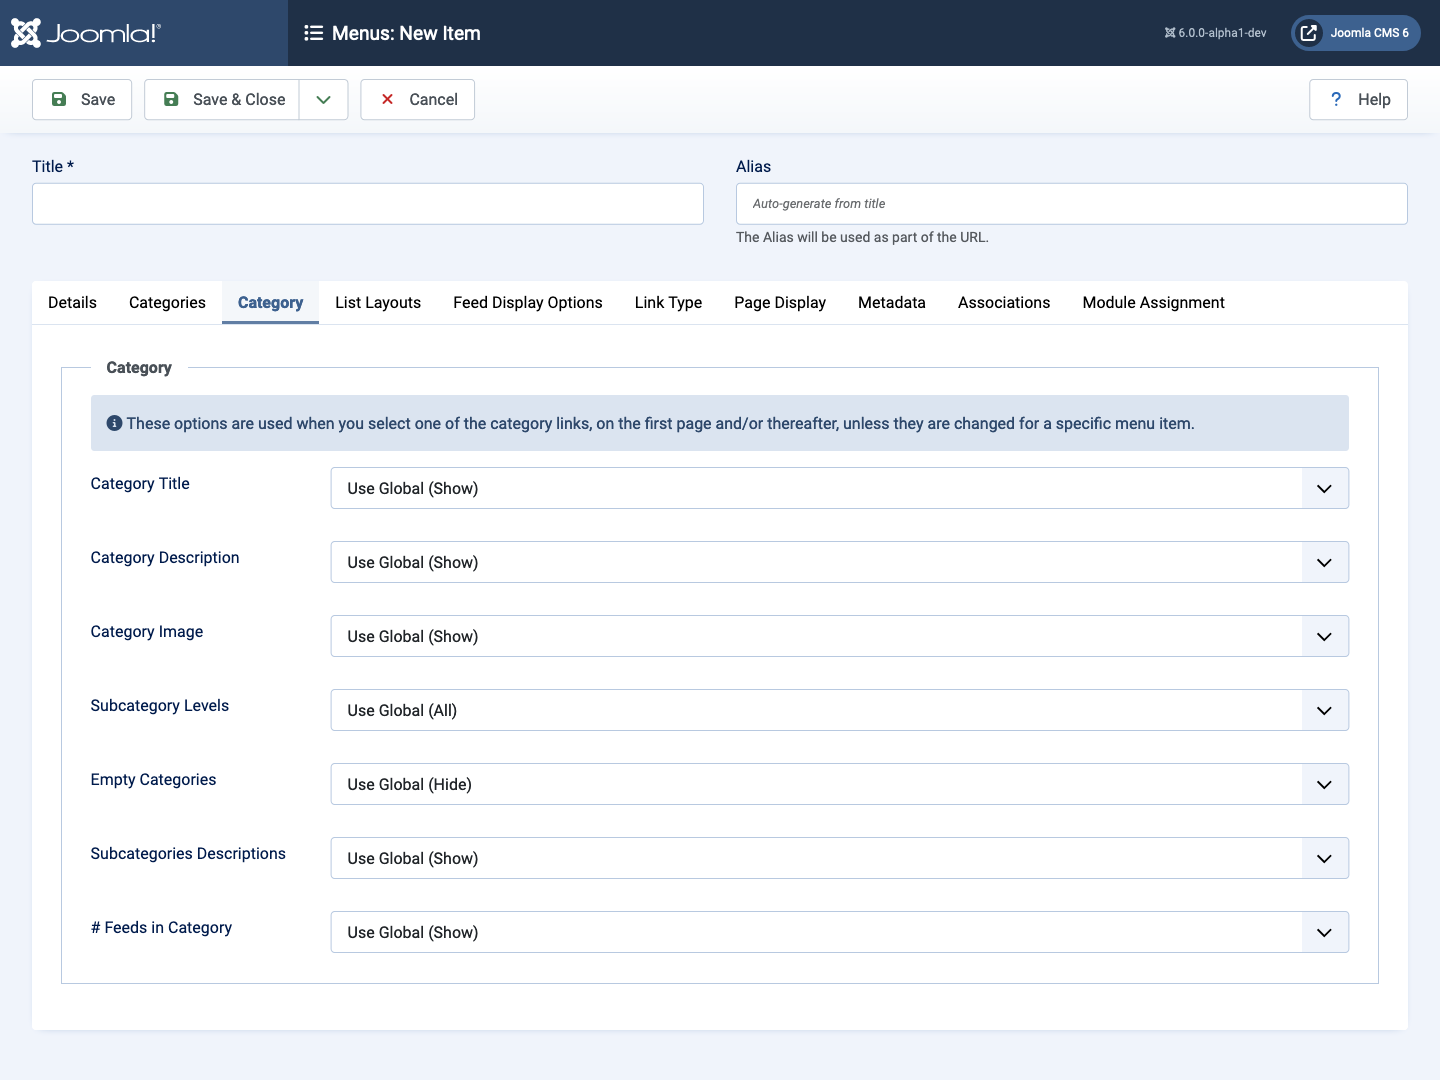 Joomla!®
Menus: New Item
6.0.0-alpha1-dev
Joomla CMS 6
Save
Save & Close
Cancel
? Help
Title *
Alias
Auto-generate from title
The Alias will be used as part of the URL.
Details Categories Category List Layouts Feed Display Options Link Type Page Display Metadata Associations Module Assignment
Category
These options are used when you select one of the category links, on the first page and/or thereafter, unless they are changed for a specific menu item.
Category Title Use Global (Show)
Category Description Use Global (Show)
Category Image Use Global (Show)
Subcategory Levels Use Global (All)
Empty Categories Use Global (Hide)
Subcategories Descriptions Use Global (Show)
# Feeds in Category Use Global (Show)